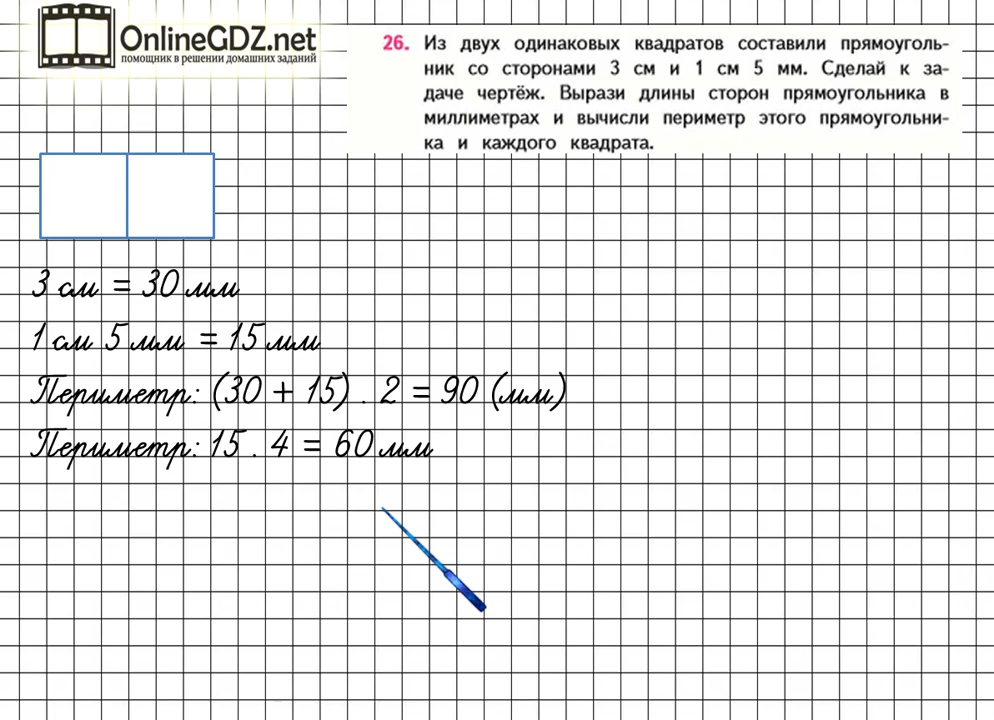 OnlineGDZ.net
помощник в решении домашних заданий
26. Из двух одинаковых квадратов составили прямоуголь-
ник со сторонами 3 см и 1 см 5 мм. Сделай к за-
даче чертёж. Вырази длины сторон прямоугольника в
миллиметрах и вычисли периметр этого прямоугольни-
ка и каждого квадрата.
3 см = 30 мм
1 см 5 мм = 15 мм
Периметр: (30 + 15) . 2 = 90 (мм)
Периметр: 15 . 4 = 60 мм